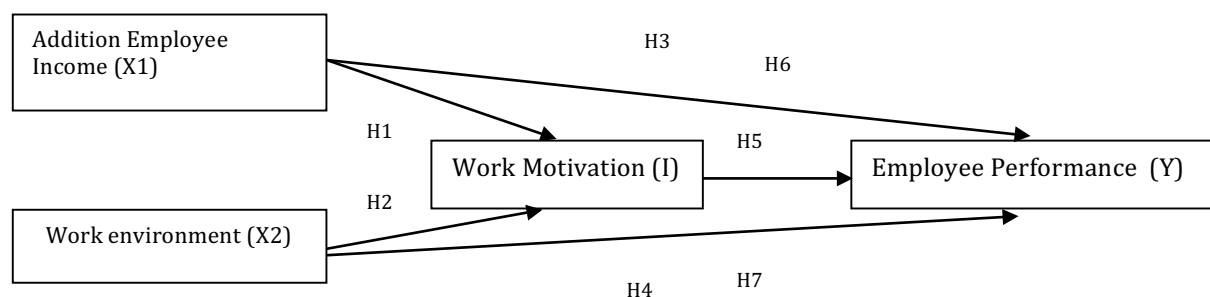 Addition Employee
Income (X1)
H3
H6
H1
H5
Work Motivation (I)
Employee Performance (Y)
H2
Work environment (X2)
H7
H4